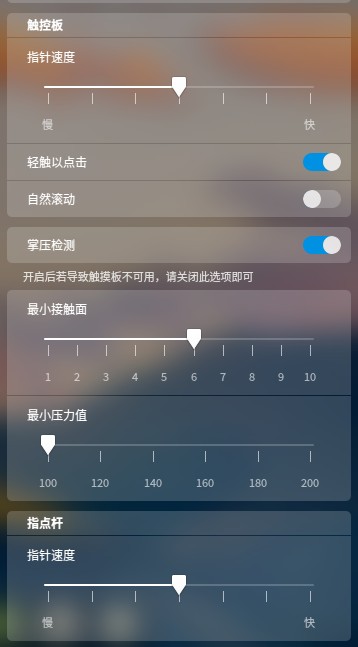 触控板
指针速度
慢 快
轻触以点击
自然滚动
掌压检测
开启后若导致触摸板不可用，请关闭此选项即可
最小接触面
1 2 3 4 5 6 7 8 9 10
最小压力值
100 120 140 160 180 200
指点杆
指针速度
慢 快